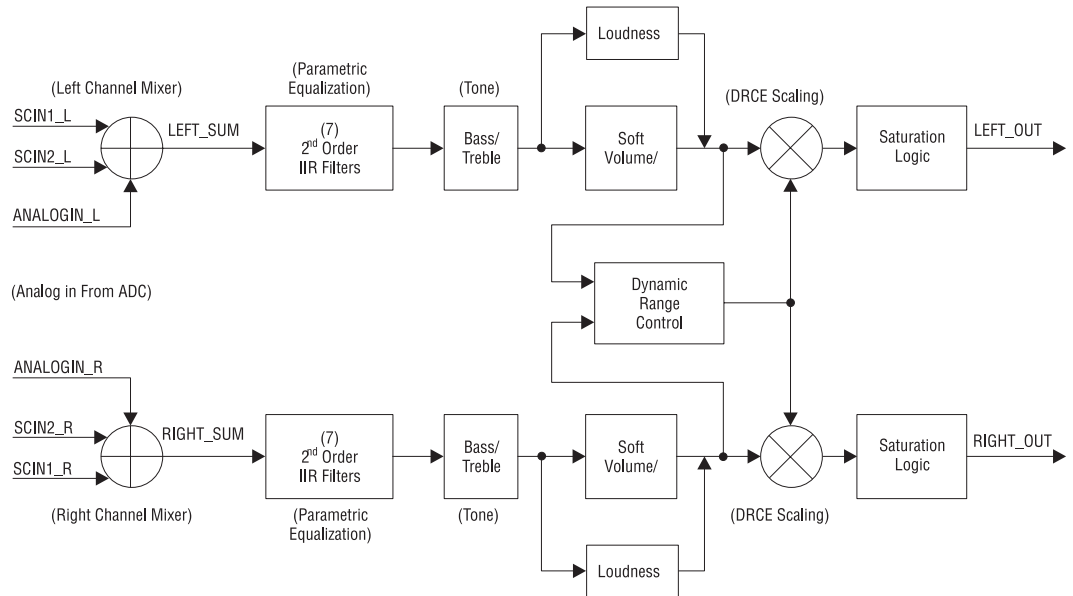 Loudness
(Parametric
Equalization)
(Left Channel Mixer)
(Tone)
(DRCE Scaling)
SCIN1_L
SCIN2_L
ANALOGIN_L
LEFT_SUM
(7)
2nd Order
IIR Filters
Bass/
Treble
Soft
Volume/
Saturation
Logic
LEFT_OUT
(Analog in From ADC)
Dynamic
Range
Control
ANALOGIN_R
SCIN2_R
SCIN1_R
RIGHT_SUM
(7)
2nd Order
IIR Filters
Bass/
Treble
Soft
Volume/
Saturation
Logic
RIGHT_OUT
(Right Channel Mixer)
(Parametric
Equalization)
(Tone)
(DRCE Scaling)
Loudness